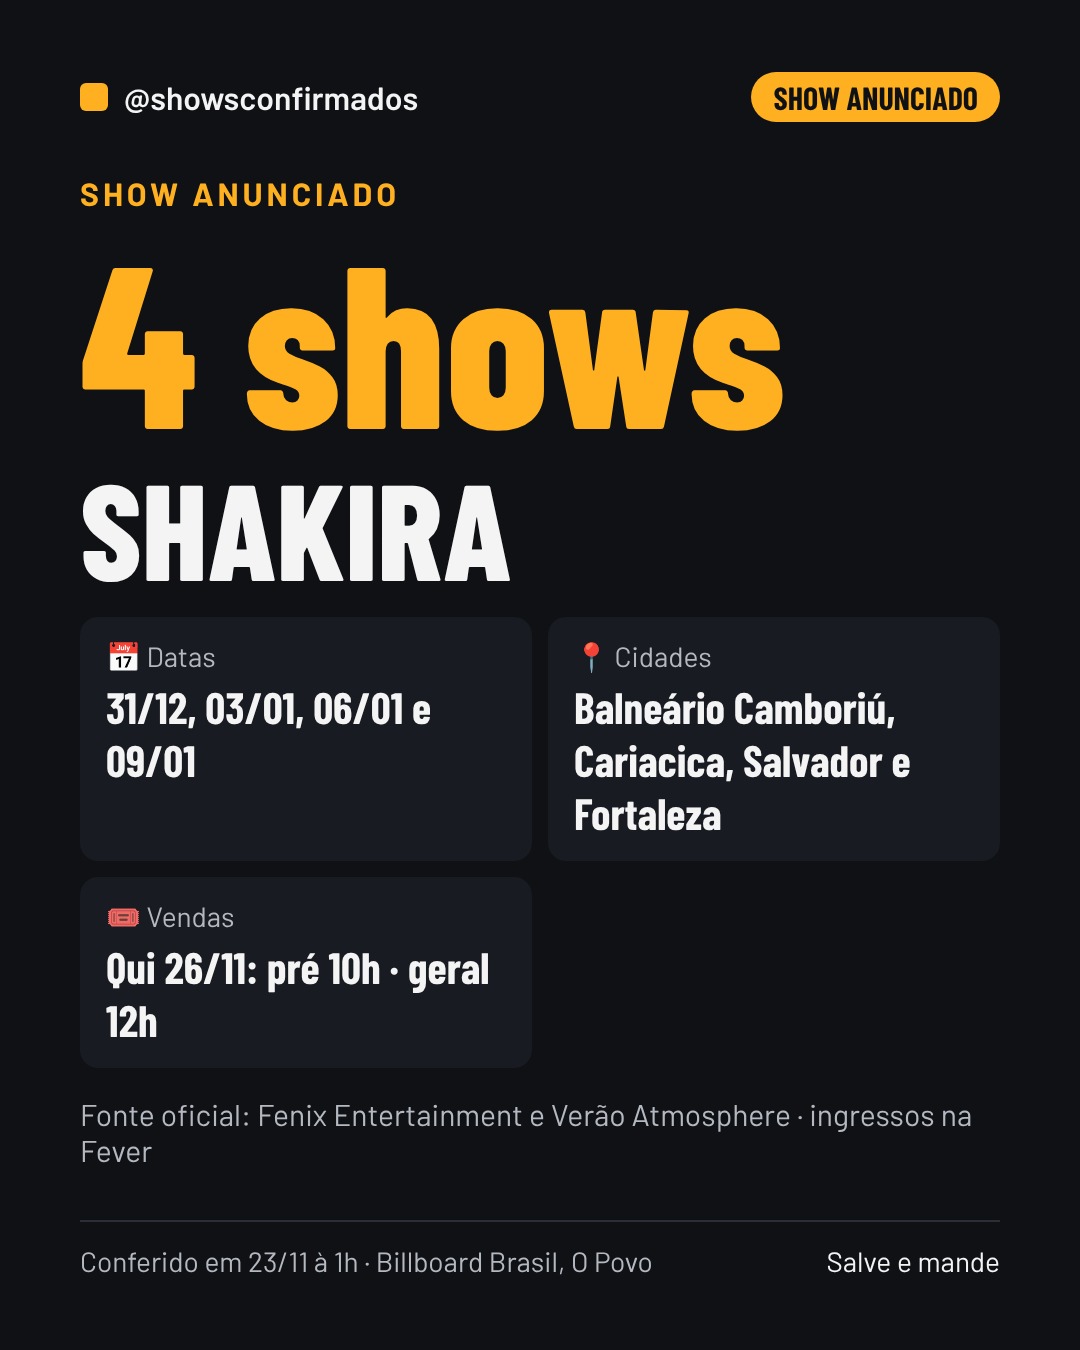 @showsconfirmados
SHOW ANUNCIADO
SHOW ANUNCIADO
4 shows
SHAKIRA
📅 Datas
31/12, 03/01, 06/01 e
09/01
📍 Cidades
Balneário Camboriú,
Cariacica, Salvador e
Fortaleza
🎟️ Vendas
Qui 26/11: pré 10h · geral
12h
Fonte oficial: Fenix Entertainment e Verão Atmosphere · ingressos na
Fever
Conferido em 23/11 à 1h · Billboard Brasil, O Povo
Salve e mande